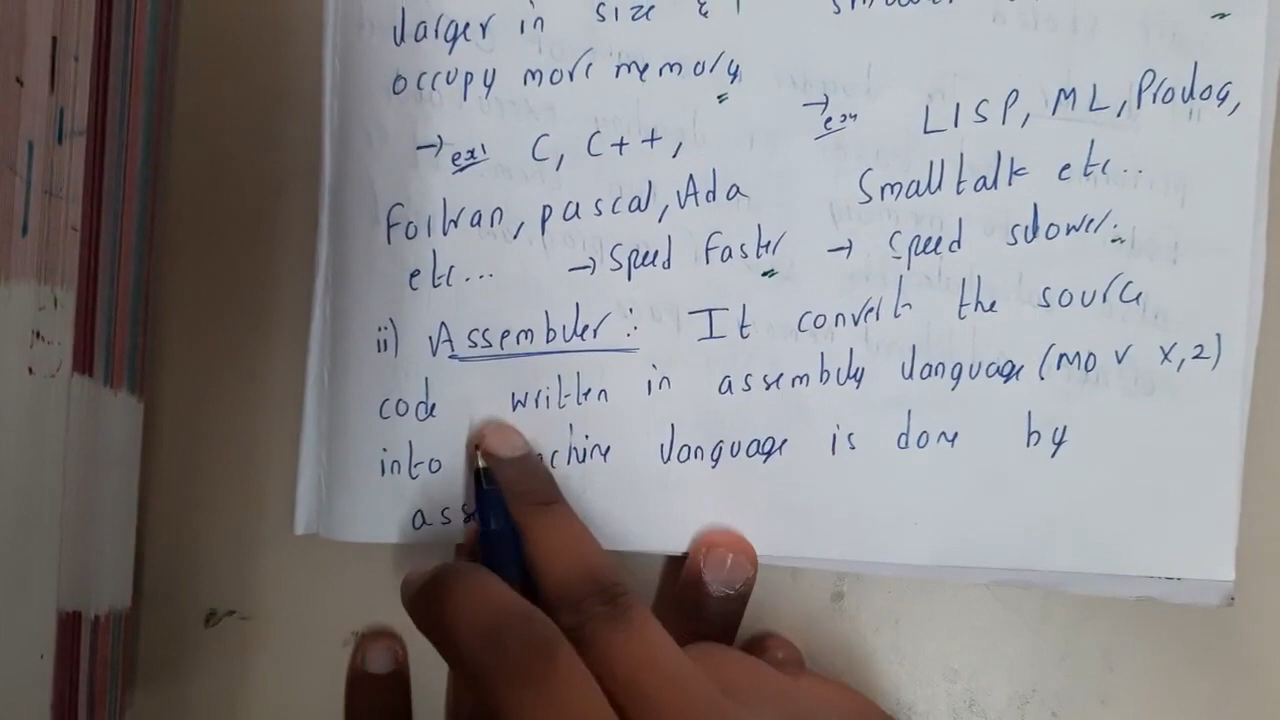 larger in size &
occupy more memory
→ ex: C, C++,
Fortran, pascal, Ada
etc... → Speed faster
→ ex: LISP, ML, Prolog,
Smalltalk etc..
→ Speed slower.
ii) Assembler: It converts the source
code written in assembly language (mov x,2)
into machine language is done by
ass